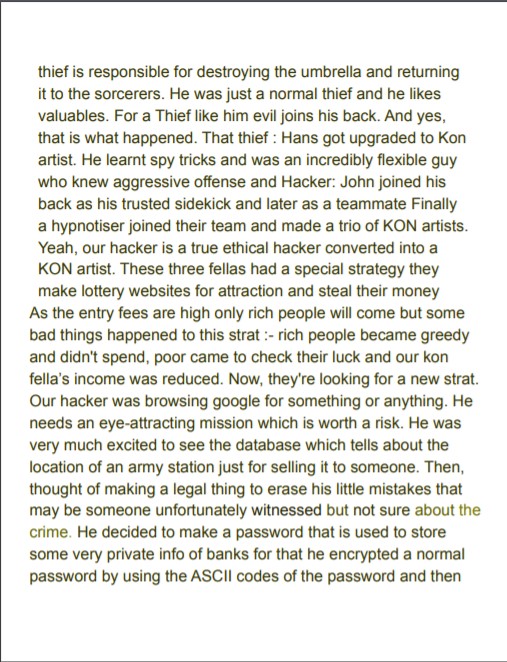 thief is responsible for destroying the umbrella and returning
it to the sorcerers. He was just a normal thief and he likes
valuables. For a Thief like him evil joins his back. And yes,
that is what happened. That thief : Hans got upgraded to Kon
artist. He learnt spy tricks and was an incredibly flexible guy
who knew aggressive offense and Hacker: John joined his
back as his trusted sidekick and later as a teammate Finally
a hypnotiser joined their team and made a trio of KON artists.
Yeah, our hacker is a true ethical hacker converted into a
KON artist. These three fellas had a special strategy they
make lottery websites for attraction and steal their money
As the entry fees are high only rich people will come but some
bad things happened to this strat :- rich people became greedy
and didn't spend, poor came to check their luck and our kon
fella's income was reduced. Now, they're looking for a new strat.
Our hacker was browsing google for something or anything. He
needs an eye-attracting mission which is worth a risk. He was
very much excited to see the database which tells about the
location of an army station just for selling it to someone. Then,
thought of making a legal thing to erase his little mistakes that
may be someone unfortunately witnessed but not sure about the
crime. He decided to make a password that is used to store
some very private info of banks for that he encrypted a normal
password by using the ASCII codes of the password and then